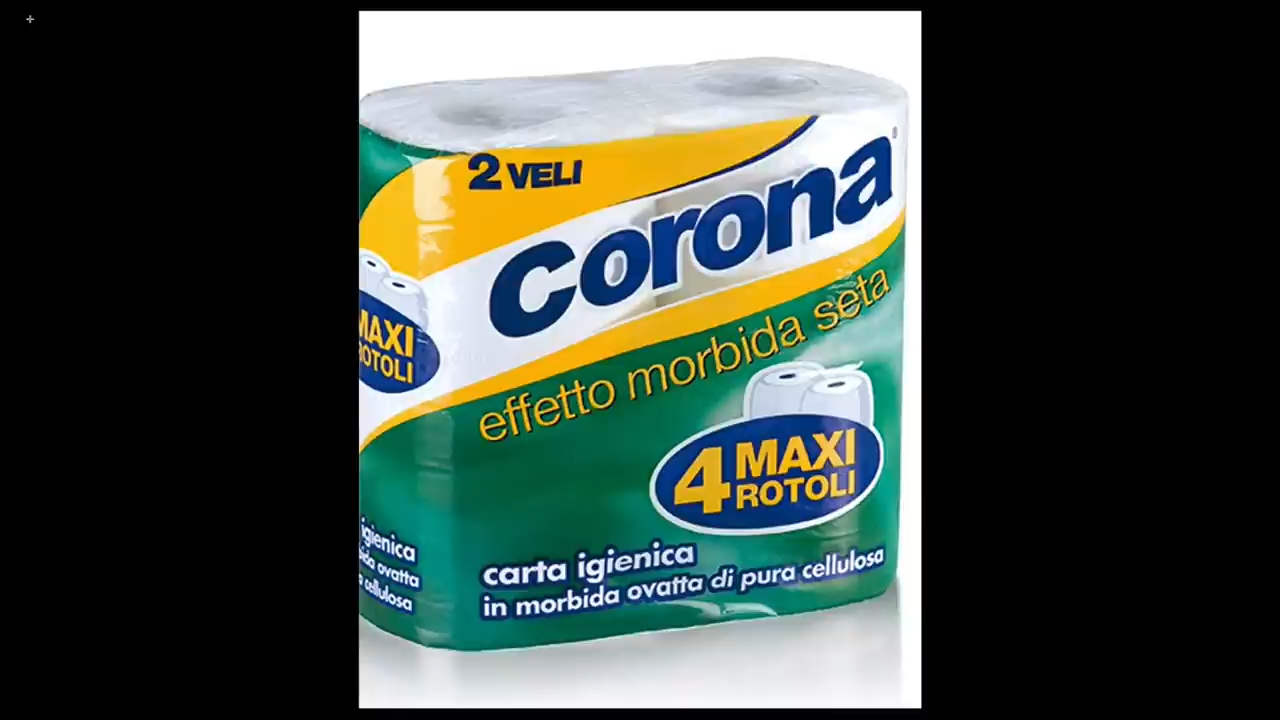 2 VELI
corona
effetto morbida seta
MAXI
ROTOLI
4 MAXI
ROTOLI
igienica
ovatta
cellulosa
carta igienica
in morbida ovatta di pura cellulosa